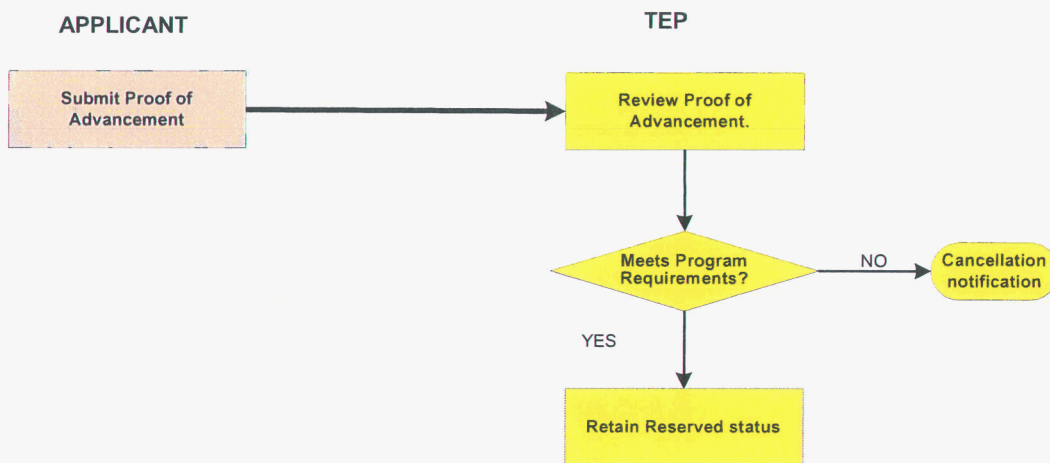 APPLICANT
TEP
Submit Proof of
Advancement
Review Proof of
Advancement.
Meets Program
Requirements?
NO
Cancellation
notification
YES
Retain Reserved status